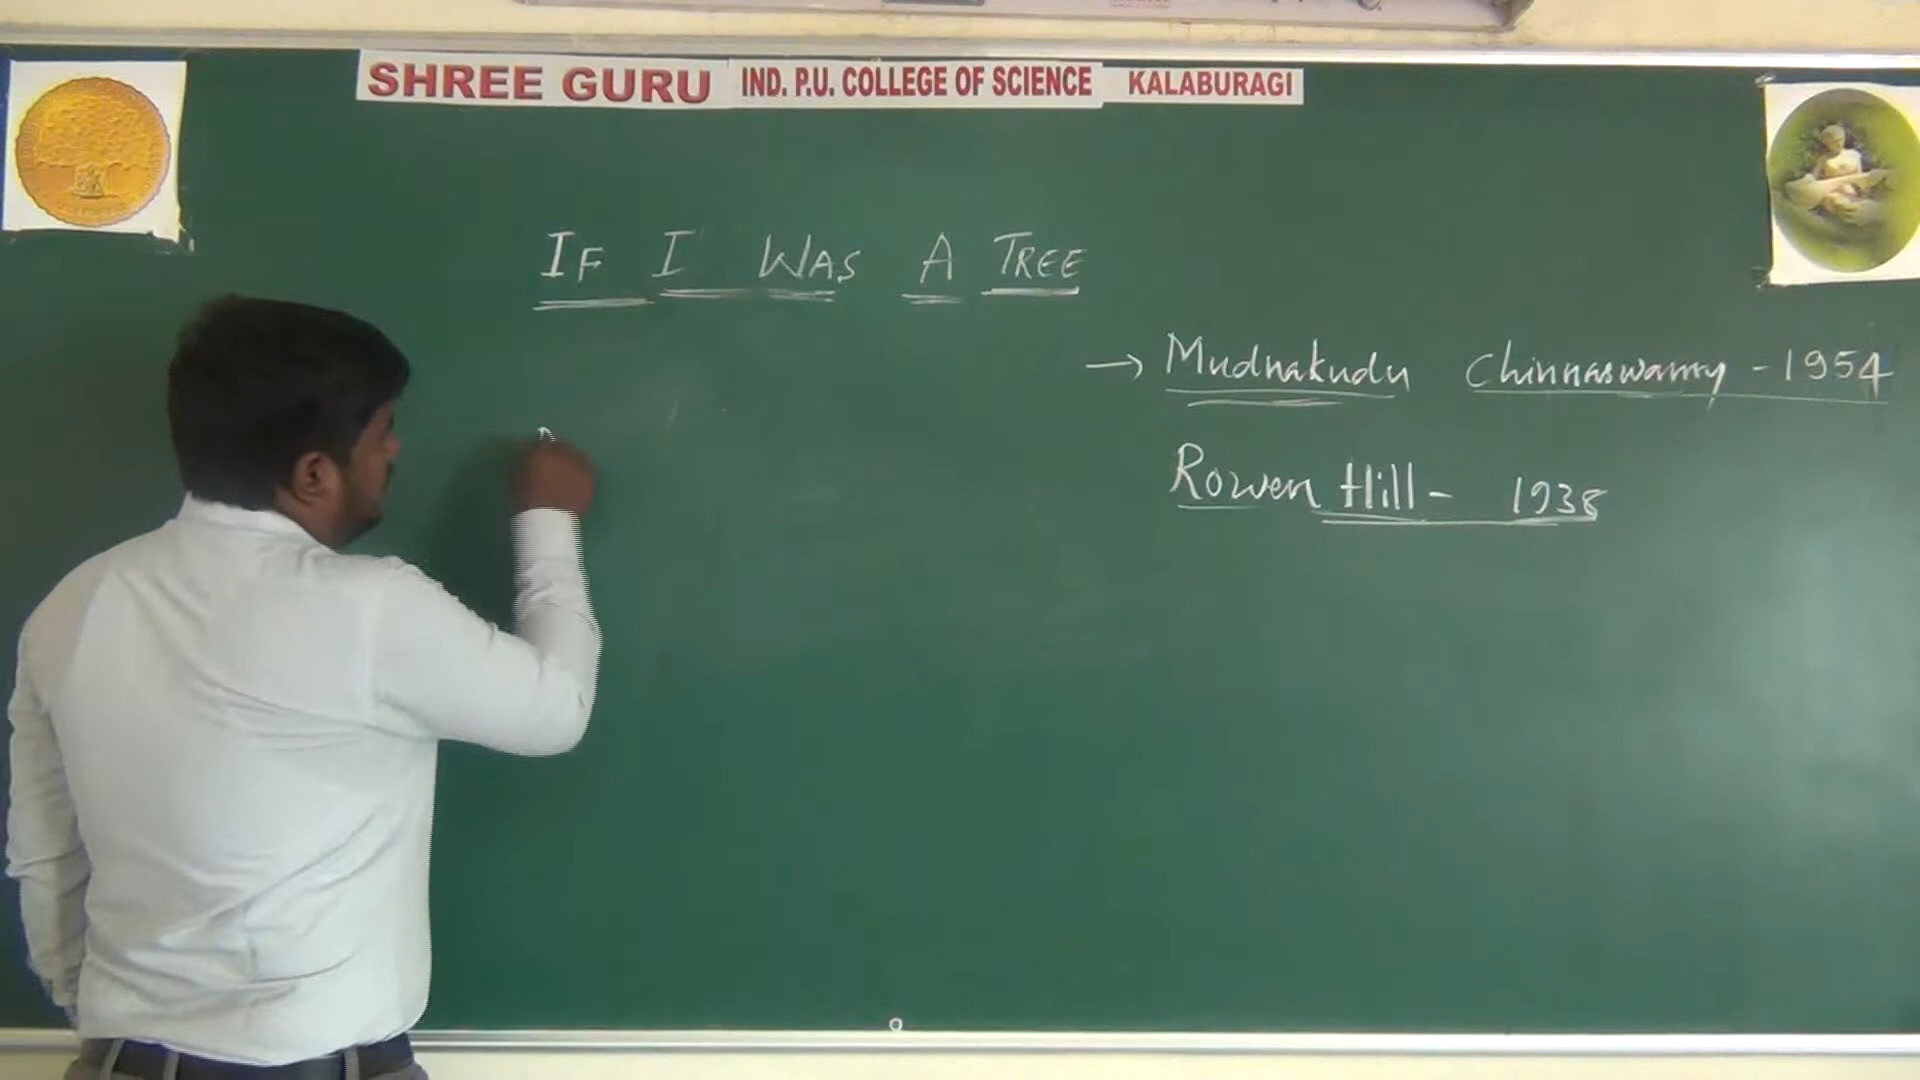 SHREE GURU IND. P.U. COLLEGE OF SCIENCE KALABURAGI
IF I WAS A TREE
→ Mudnakudu Chinnaswamy - 1954
Rowen Hill - 1938